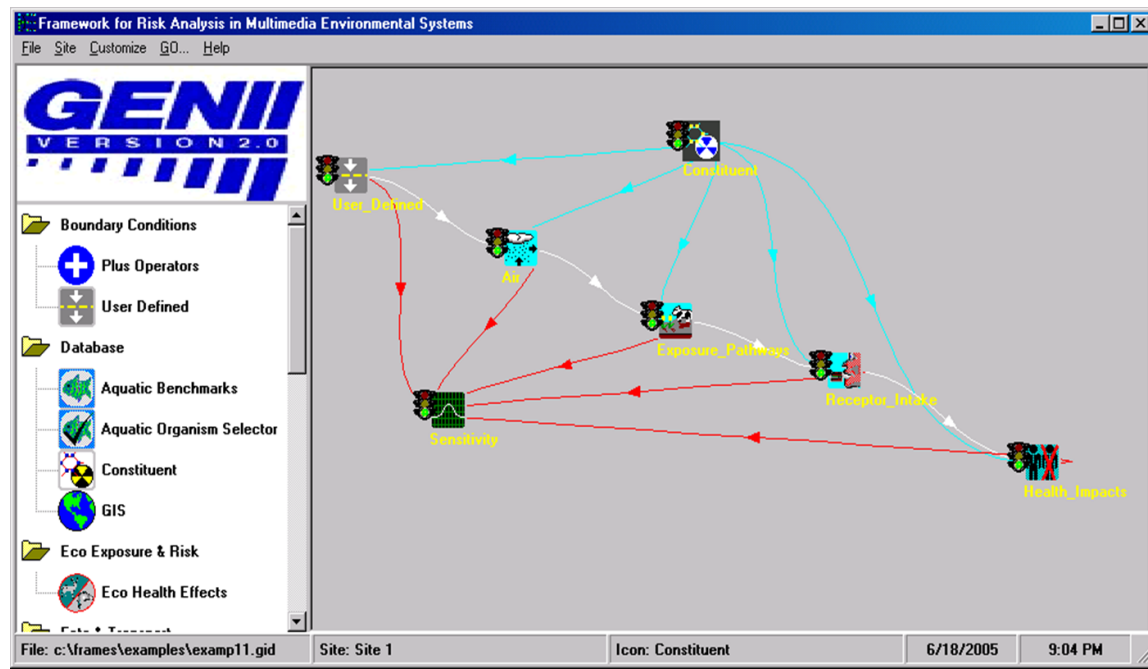 Framework for Risk Analysis in Multimedia Environmental Systems
File Site Customize GO... Help
GENII
VERSION 2.0
Boundary Conditions
Plus Operators
User Defined
Database
Aquatic Benchmarks
Aquatic Organism Selector
Constituent
GIS
Eco Exposure & Risk
Eco Health Effects
Constituent
User_Defined
Air
Exposure_Pathways
Receptor_Intake
Sensitivity
Health_Impacts
File: c:\frames\examples\examp11.gid
Site: Site 1
Icon: Constituent
6/18/2005
9:04 PM